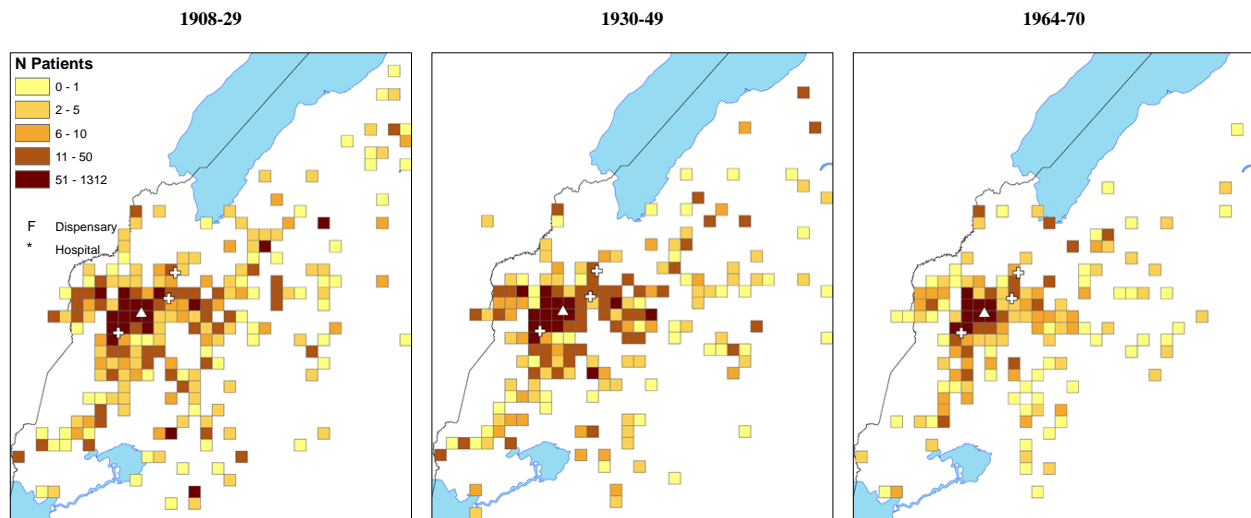 1908-29
1930-49
1964-70
N Patients
0 - 1
2 - 5
6 - 10
11 - 50
51 - 1312
F Dispensary
* Hospital